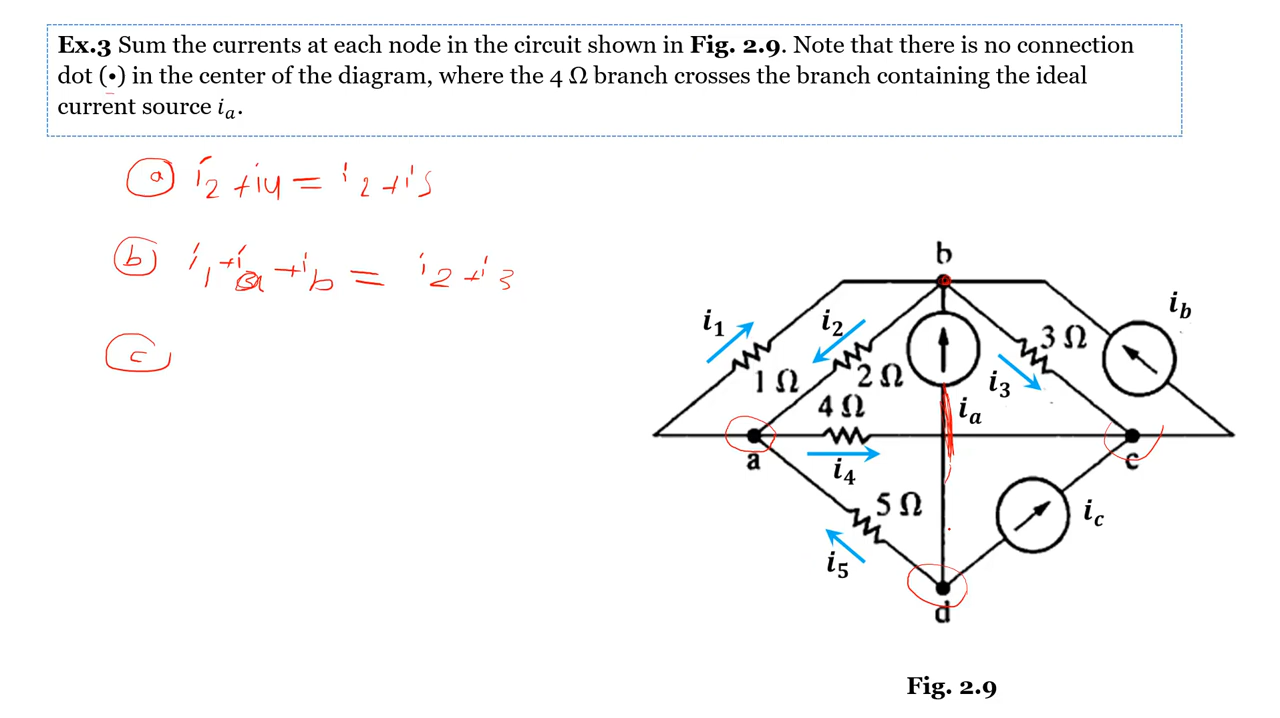 Ex.3 Sum the currents at each node in the circuit shown in Fig. 2.9. Note that there is no connection
dot (•) in the center of the diagram, where the 4 Ω branch crosses the branch containing the ideal
current source iₐ.
a i2 + i4 = i2 + i5
b i1 + ia + ib = i2 + i3
c
b
i1
i2
3 Ω
ib
1 Ω
2 Ω
i3
4 Ω
ia
a
i4
c
5 Ω
ic
i5
d
Fig. 2.9